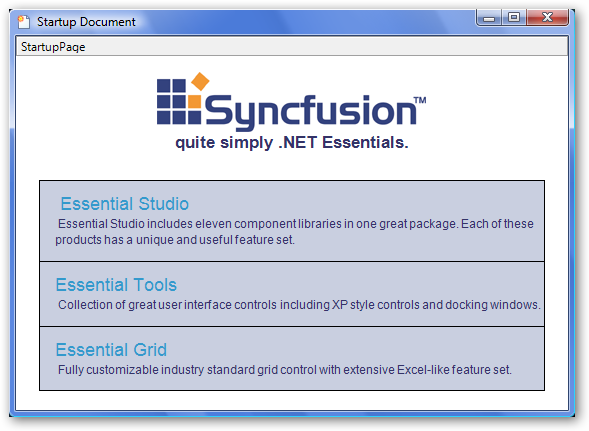 Startup Document
StartupPage
Syncfusion™
quite simply .NET Essentials.
Essential Studio
Essential Studio includes eleven component libraries in one great package. Each of these
products has a unique and useful feature set.
Essential Tools
Collection of great user interface controls including XP style controls and docking windows.
Essential Grid
Fully customizable industry standard grid control with extensive Excel-like feature set.